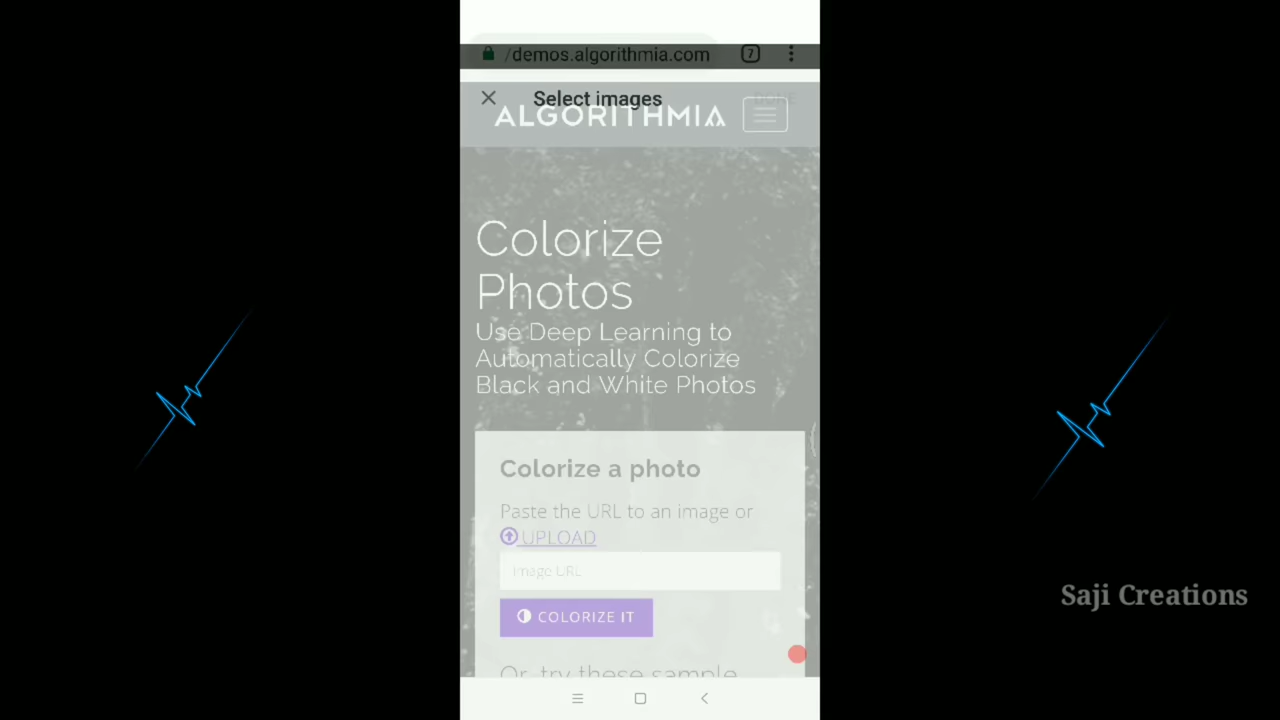 /demos.algorithmia.com
7
Select images
DONE
ALGORITHMIA
Colorize
Photos
Use Deep Learning to
Automatically Colorize
Black and White Photos
Colorize a photo
Paste the URL to an image or
UPLOAD
Image URL
COLORIZE IT
Or, try these sample
Saji Creations